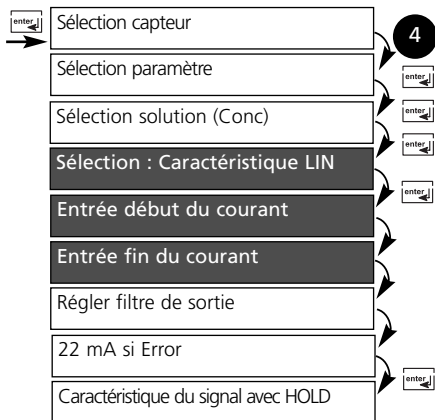 enter
Sélection capteur
4
Sélection paramètre
enter
Sélection solution (Conc)
enter
enter
Sélection : Caractéristique LIN
enter
Entrée début du courant
Entrée fin du courant
Régler filtre de sortie
22 mA si Error
enter
Caractéristique du signal avec HOLD